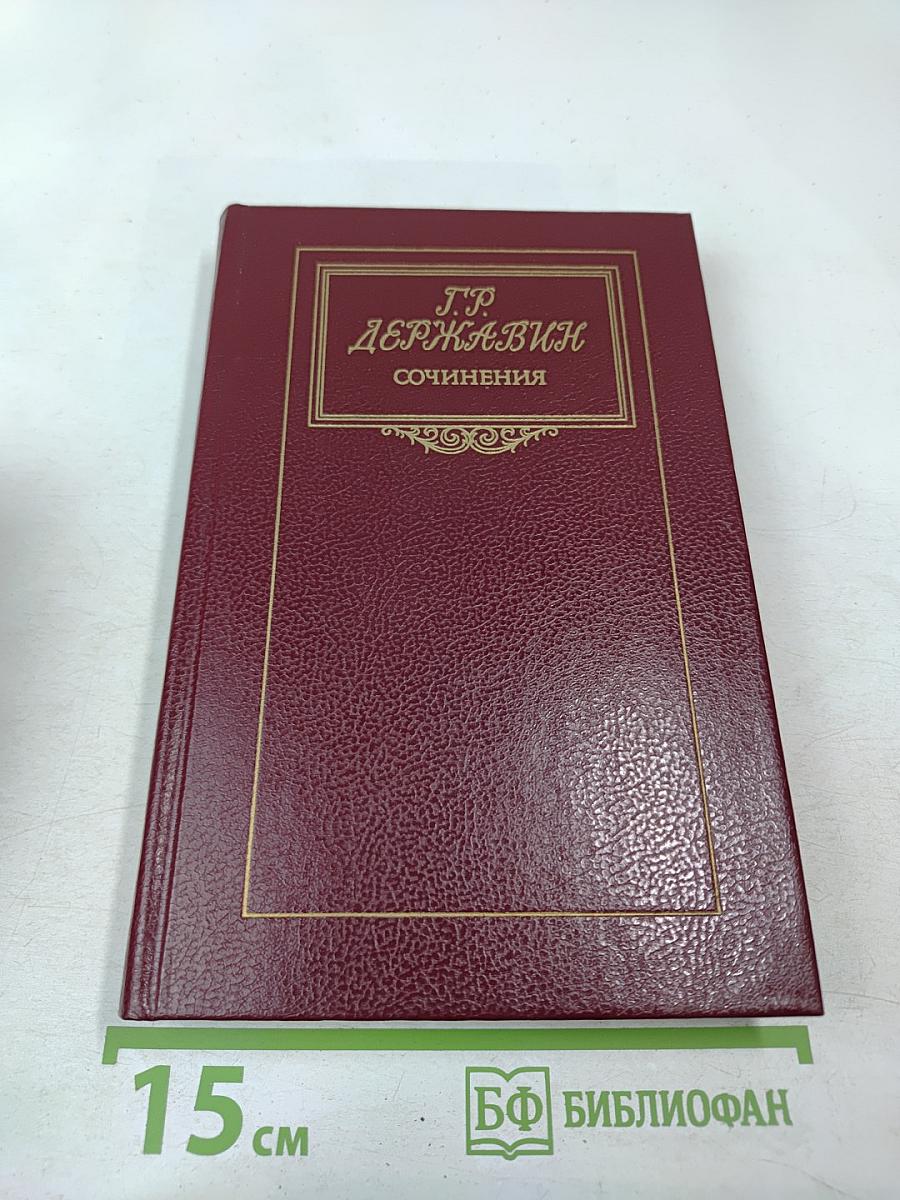 Г.Р.
ДЕРЖАВИН
СОЧИНЕНИЯ
15 см
БФ БИБЛИОФАН